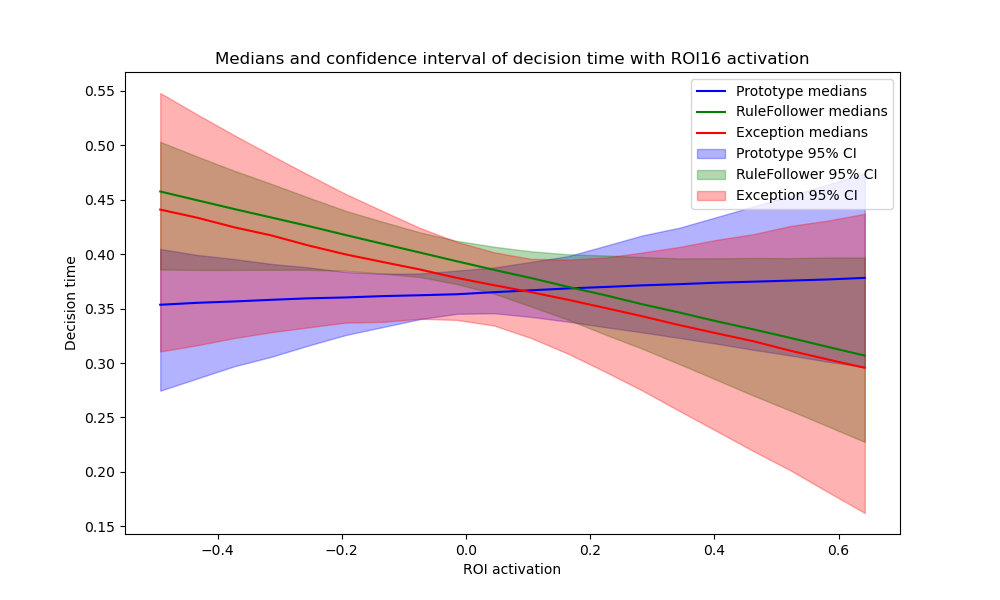 Medians and confidence interval of decision time with ROI16 activation
Prototype medians
RuleFollower medians
Exception medians
Prototype 95% CI
RuleFollower 95% CI
Exception 95% CI
Decision time
0.55
0.50
0.45
0.40
0.35
0.30
0.25
0.20
0.15
−0.4
−0.2
0.0
0.2
0.4
0.6
ROI activation